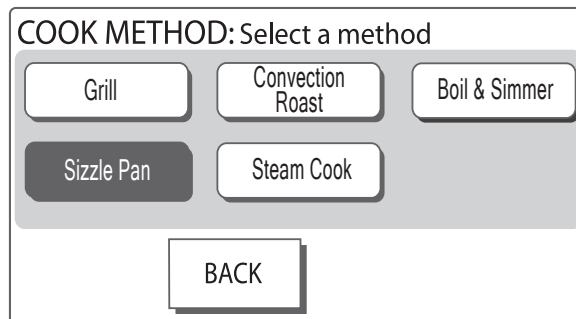 COOK METHOD: Select a method
Grill
Convection
Roast
Boil & Simmer
Sizzle Pan
Steam Cook
BACK